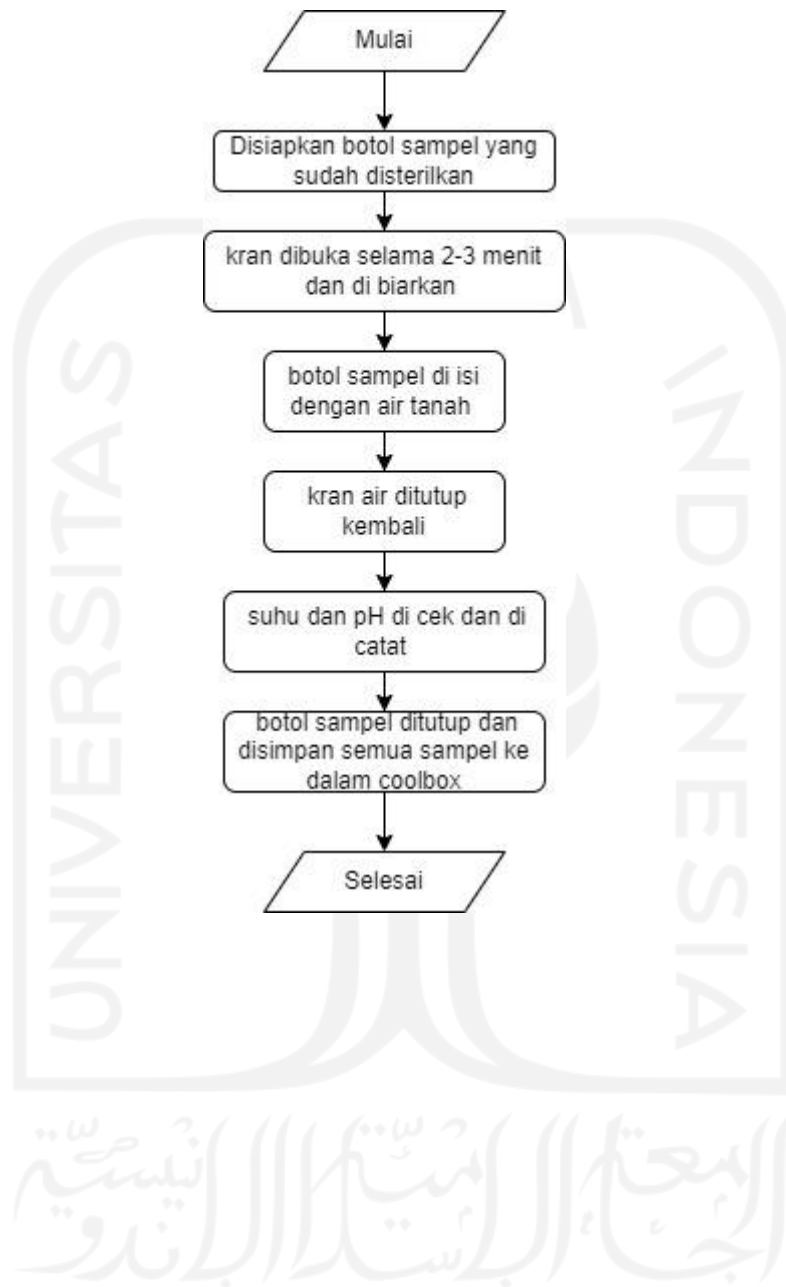 Mulai
Disiapkan botol sampel yang
sudah disterilkan
kran dibuka selama 2-3 menit
dan di biarkan
botol sampel di isi
dengan air tanah
kran air ditutup
kembali
suhu dan pH di cek dan di
catat
botol sampel ditutup dan
disimpan semua sampel ke
dalam coolbox
Selesai
UNIVERSITAS
INDONESIA